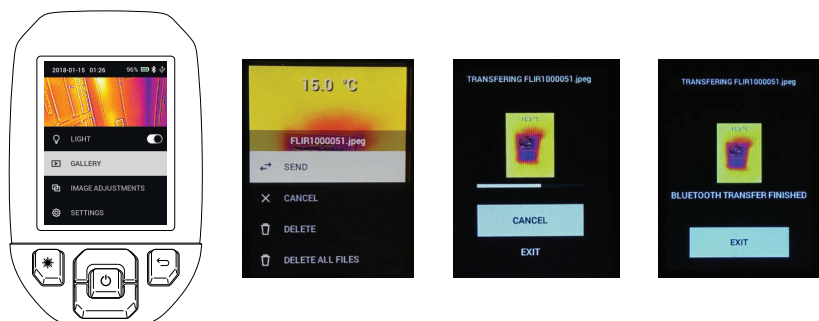 2018-01-15 01:26 96%
LIGHT
GALLERY
IMAGE ADJUSTMENTS
SETTINGS
15.0 °C
FLIR1000051.jpeg
SEND
CANCEL
DELETE
DELETE ALL FILES
TRANSFERING FLIR1000051.jpeg
CANCEL
EXIT
TRANSFERING FLIR1000051.jpeg
BLUETOOTH TRANSFER FINISHED
EXIT